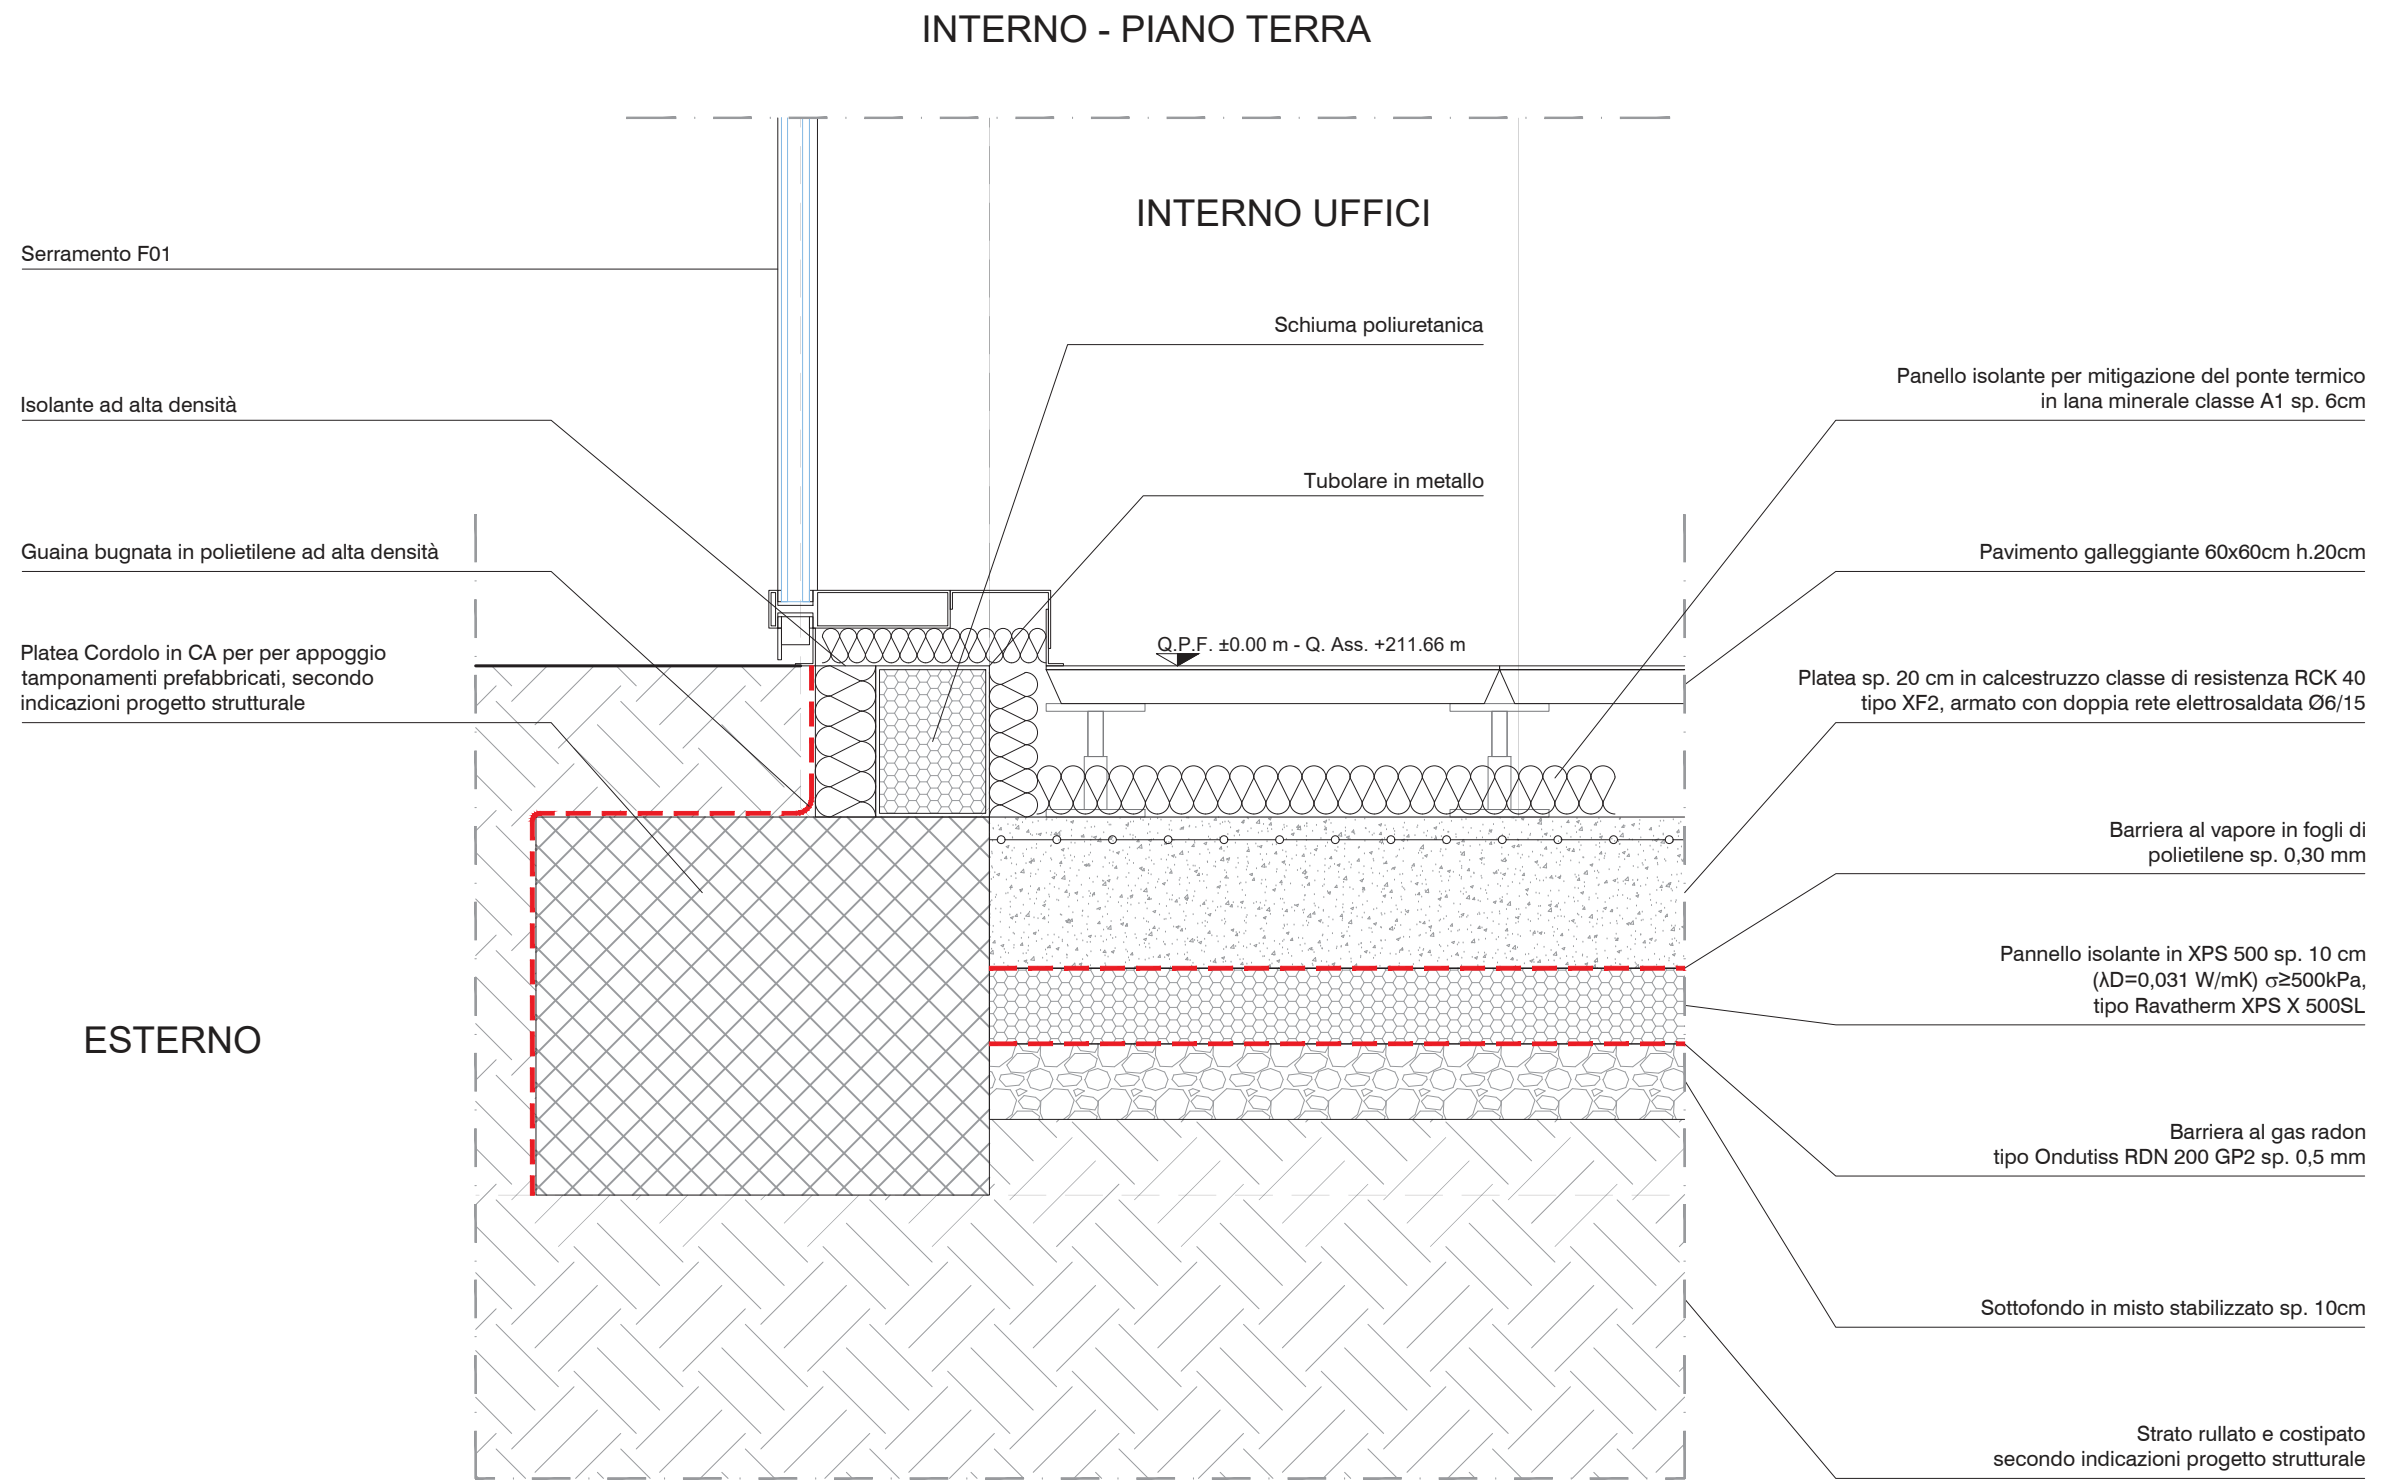 INTERNO - PIANO TERRA
INTERNO UFFICI
Serramento F01
Isolante ad alta densità
Guaina bugnata in polietilene ad alta densità
Platea Cordolo in CA per per appoggio
tamponamenti prefabbricati, secondo
indicazioni progetto strutturale
ESTERNO
Schiuma poliuretanica
Tubolare in metallo
Q.P.F. ±0.00 m - Q. Ass. +211.66 m
Panello isolante per mitigazione del ponte termico
in lana minerale classe A1 sp. 6cm
Pavimento galleggiante 60x60cm h.20cm
Platea sp. 20 cm in calcestruzzo classe di resistenza RCK 40
tipo XF2, armato con doppia rete elettrosaldata Ø6/15
Barriera al vapore in fogli di
polietilene sp. 0,30 mm
Pannello isolante in XPS 500 sp. 10 cm
(λD=0,031 W/mK) σ≥500kPa,
tipo Ravatherm XPS X 500SL
Barriera al gas radon
tipo Ondutiss RDN 200 GP2 sp. 0,5 mm
Sottofondo in misto stabilizzato sp. 10cm
Strato rullato e costipato
secondo indicazioni progetto strutturale